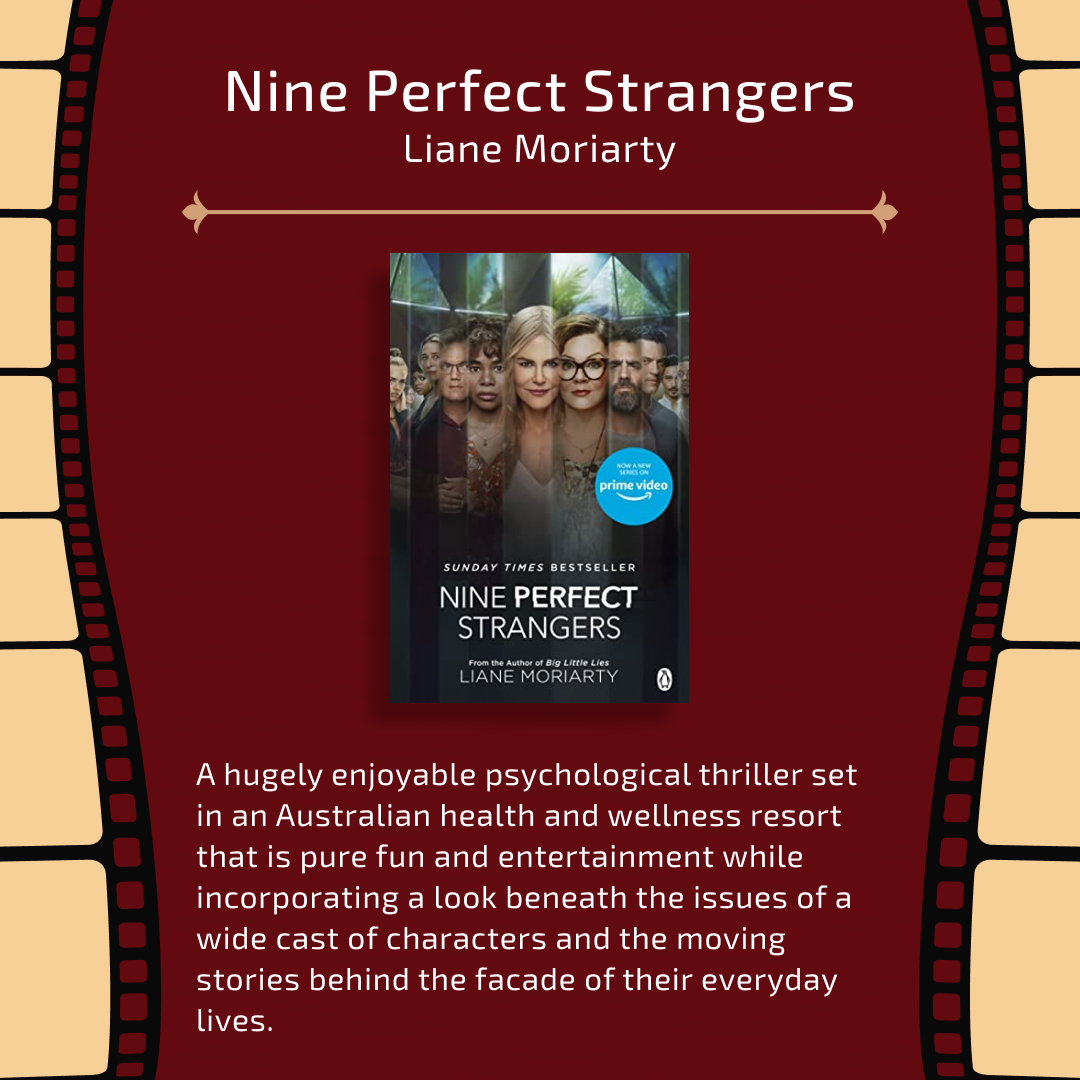 Nine Perfect Strangers
Liane Moriarty
NOW A NEW
SERIES ON
prime video
SUNDAY TIMES BESTSELLER
NINE PERFECT
STRANGERS
From the Author of Big Little Lies
LIANE MORIARTY
A hugely enjoyable psychological thriller set
in an Australian health and wellness resort
that is pure fun and entertainment while
incorporating a look beneath the issues of a
wide cast of characters and the moving
stories behind the facade of their everyday
lives.